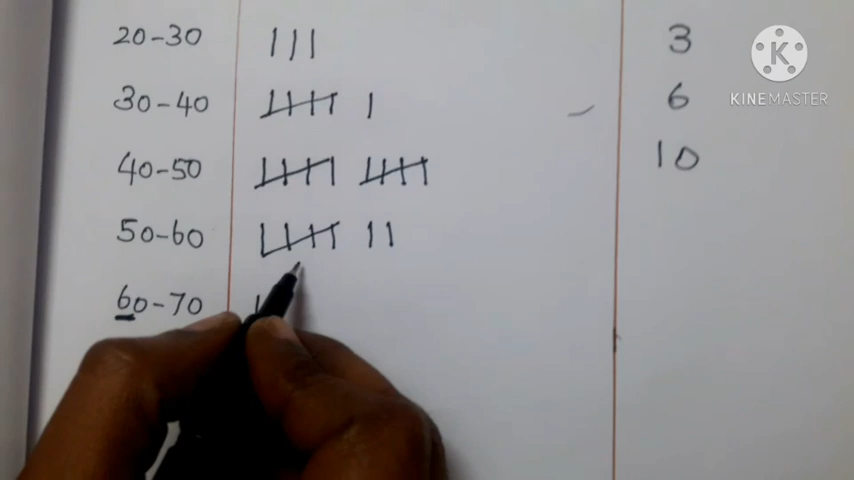 20-30 ||| 3
30-40 𝍸 | 6
40-50 𝍸 𝍸 10
50-60 𝍸 ||
60-70 |
K
KINEMASTER